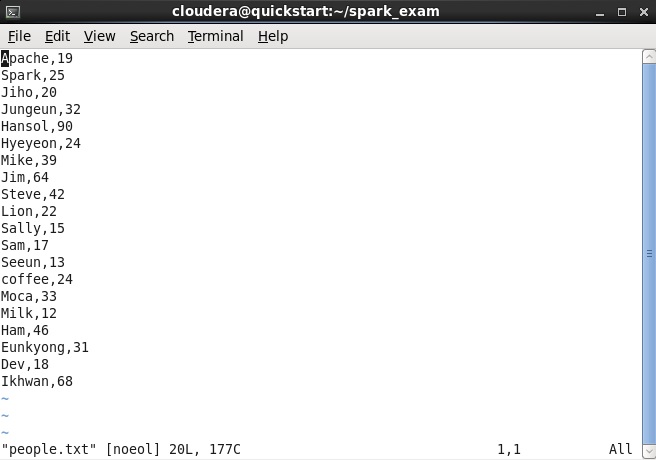 cloudera@quickstart:~/spark_exam
File Edit View Search Terminal Help
Apache,19
Spark,25
Jiho,20
Jungeun,32
Hansol,90
Hyeyeon,24
Mike,39
Jim,64
Steve,42
Lion,22
Sally,15
Sam,17
Seeun,13
coffee,24
Moca,33
Milk,12
Ham,46
Eunkyong,31
Dev,18
Ikhwan,68
~
~
~
"people.txt" [noeol] 20L, 177C 1,1 All